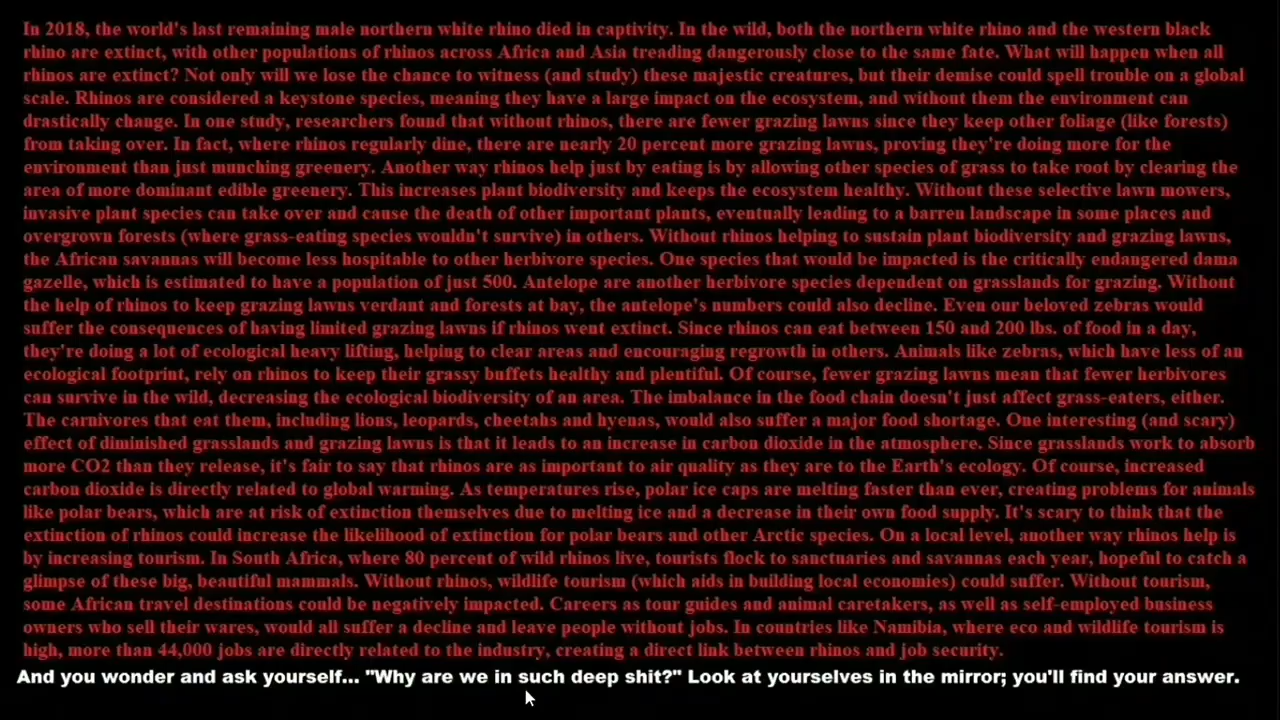 In 2018, the world's last remaining male northern white rhino died in captivity. In the wild, both the northern white rhino and the western black
rhino are extinct, with other populations of rhinos across Africa and Asia treading dangerously close to the same fate. What will happen when all
rhinos are extinct? Not only will we lose the chance to witness (and study) these majestic creatures, but their demise could spell trouble on a global
scale. Rhinos are considered a keystone species, meaning they have a large impact on the ecosystem, and without them the environment can
drastically change. In one study, researchers found that without rhinos, there are fewer grazing lawns since they keep other foliage (like forests)
from taking over. In fact, where rhinos regularly dine, there are nearly 20 percent more grazing lawns, proving they're doing more for the
environment than just munching greenery. Another way rhinos help just by eating is by allowing other species of grass to take root by clearing the
area of more dominant edible greenery. This increases plant biodiversity and keeps the ecosystem healthy. Without these selective lawn mowers,
invasive plant species can take over and cause the death of other important plants, eventually leading to a barren landscape in some places and
overgrown forests (where grass-eating species wouldn't survive) in others. Without rhinos helping to sustain plant biodiversity and grazing lawns,
the African savannas will become less hospitable to other herbivore species. One species that would be impacted is the critically endangered dama
gazelle, which is estimated to have a population of just 500. Antelope are another herbivore species dependent on grasslands for grazing. Without
the help of rhinos to keep grazing lawns verdant and forests at bay, the antelope's numbers could also decline. Even our beloved zebras would
suffer the consequences of having limited grazing lawns if rhinos went extinct. Since rhinos can eat between 150 and 200 lbs. of food in a day,
they're doing a lot of ecological heavy lifting, helping to clear areas and encouraging regrowth in others. Animals like zebras, which have less of an
ecological footprint, rely on rhinos to keep their grassy buffets healthy and plentiful. Of course, fewer grazing lawns mean that fewer herbivores
can survive in the wild, decreasing the ecological biodiversity of an area. The imbalance in the food chain doesn't just affect grass-eaters, either.
The carnivores that eat them, including lions, leopards, cheetahs and hyenas, would also suffer a major food shortage. One interesting (and scary)
effect of diminished grasslands and grazing lawns is that it leads to an increase in carbon dioxide in the atmosphere. Since grasslands work to absorb
more CO2 than they release, it's fair to say that rhinos are as important to air quality as they are to the Earth's ecology. Of course, increased
carbon dioxide is directly related to global warming. As temperatures rise, polar ice caps are melting faster than ever, creating problems for animals
like polar bears, which are at risk of extinction themselves due to melting ice and a decrease in their own food supply. It's scary to think that the
extinction of rhinos could increase the likelihood of extinction for polar bears and other Arctic species. On a local level, another way rhinos help is
by increasing tourism. In South Africa, where 80 percent of wild rhinos live, tourists flock to sanctuaries and savannas each year, hopeful to catch a
glimpse of these big, beautiful mammals. Without rhinos, wildlife tourism (which aids in building local economies) could suffer. Without tourism,
some African travel destinations could be negatively impacted. Careers as tour guides and animal caretakers, as well as self-employed business
owners who sell their wares, would all suffer a decline and leave people without jobs. In countries like Namibia, where eco and wildlife tourism is
high, more than 44,000 jobs are directly related to the industry, creating a direct link between rhinos and job security.
And you wonder and ask yourself... "Why are we in such deep shit?" Look at yourselves in the mirror; you'll find your answer.